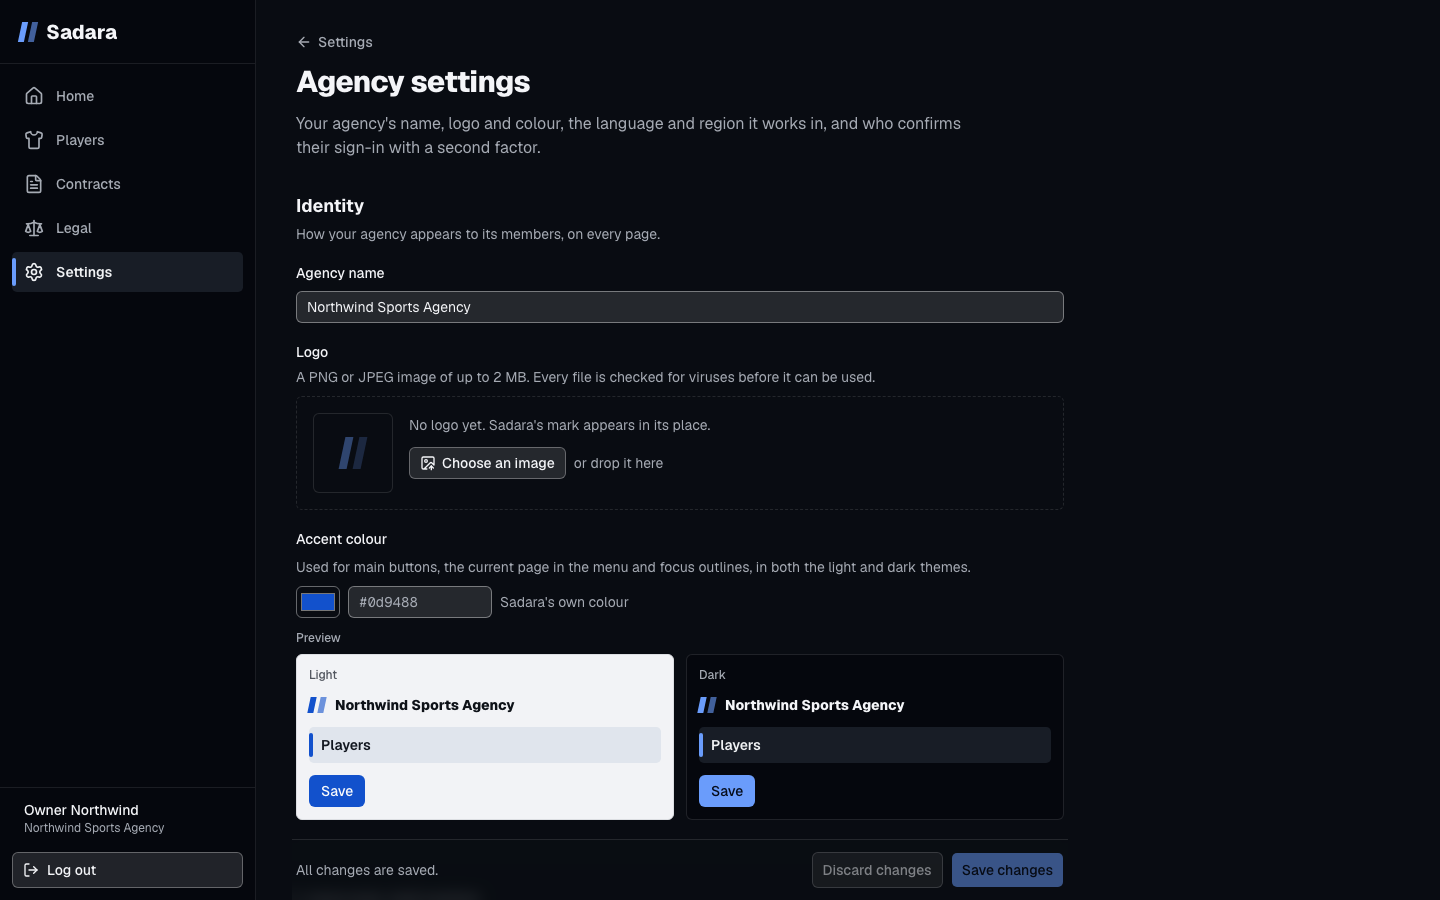 Sadara
Home
Players
Contracts
Legal
Settings
Owner Northwind
Northwind Sports Agency
Log out
Settings
Agency settings
Your agency's name, logo and colour, the language and region it works in, and who confirms
their sign-in with a second factor.
Identity
How your agency appears to its members, on every page.
Agency name
Northwind Sports Agency
Logo
A PNG or JPEG image of up to 2 MB. Every file is checked for viruses before it can be used.
No logo yet. Sadara's mark appears in its place.
Choose an image or drop it here
Accent colour
Used for main buttons, the current page in the menu and focus outlines, in both the light and dark themes.
#0d9488 Sadara's own colour
Preview
Light
Northwind Sports Agency
Players
Save
Dark
Northwind Sports Agency
Players
Save
All changes are saved.
Discard changes
Save changes